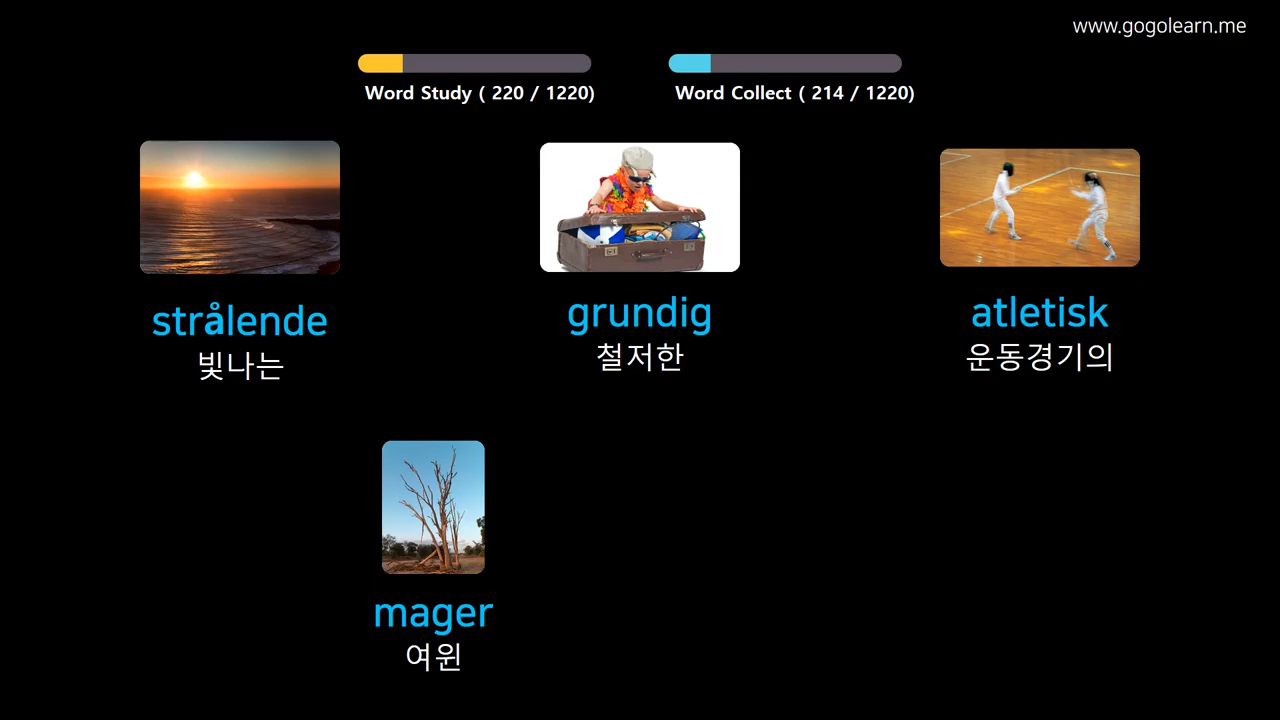 www.gogolearn.me
Word Study ( 220 / 1220)
Word Collect ( 214 / 1220)
strålende
빛나는
grundig
철저한
atletisk
운동경기의
mager
여윈